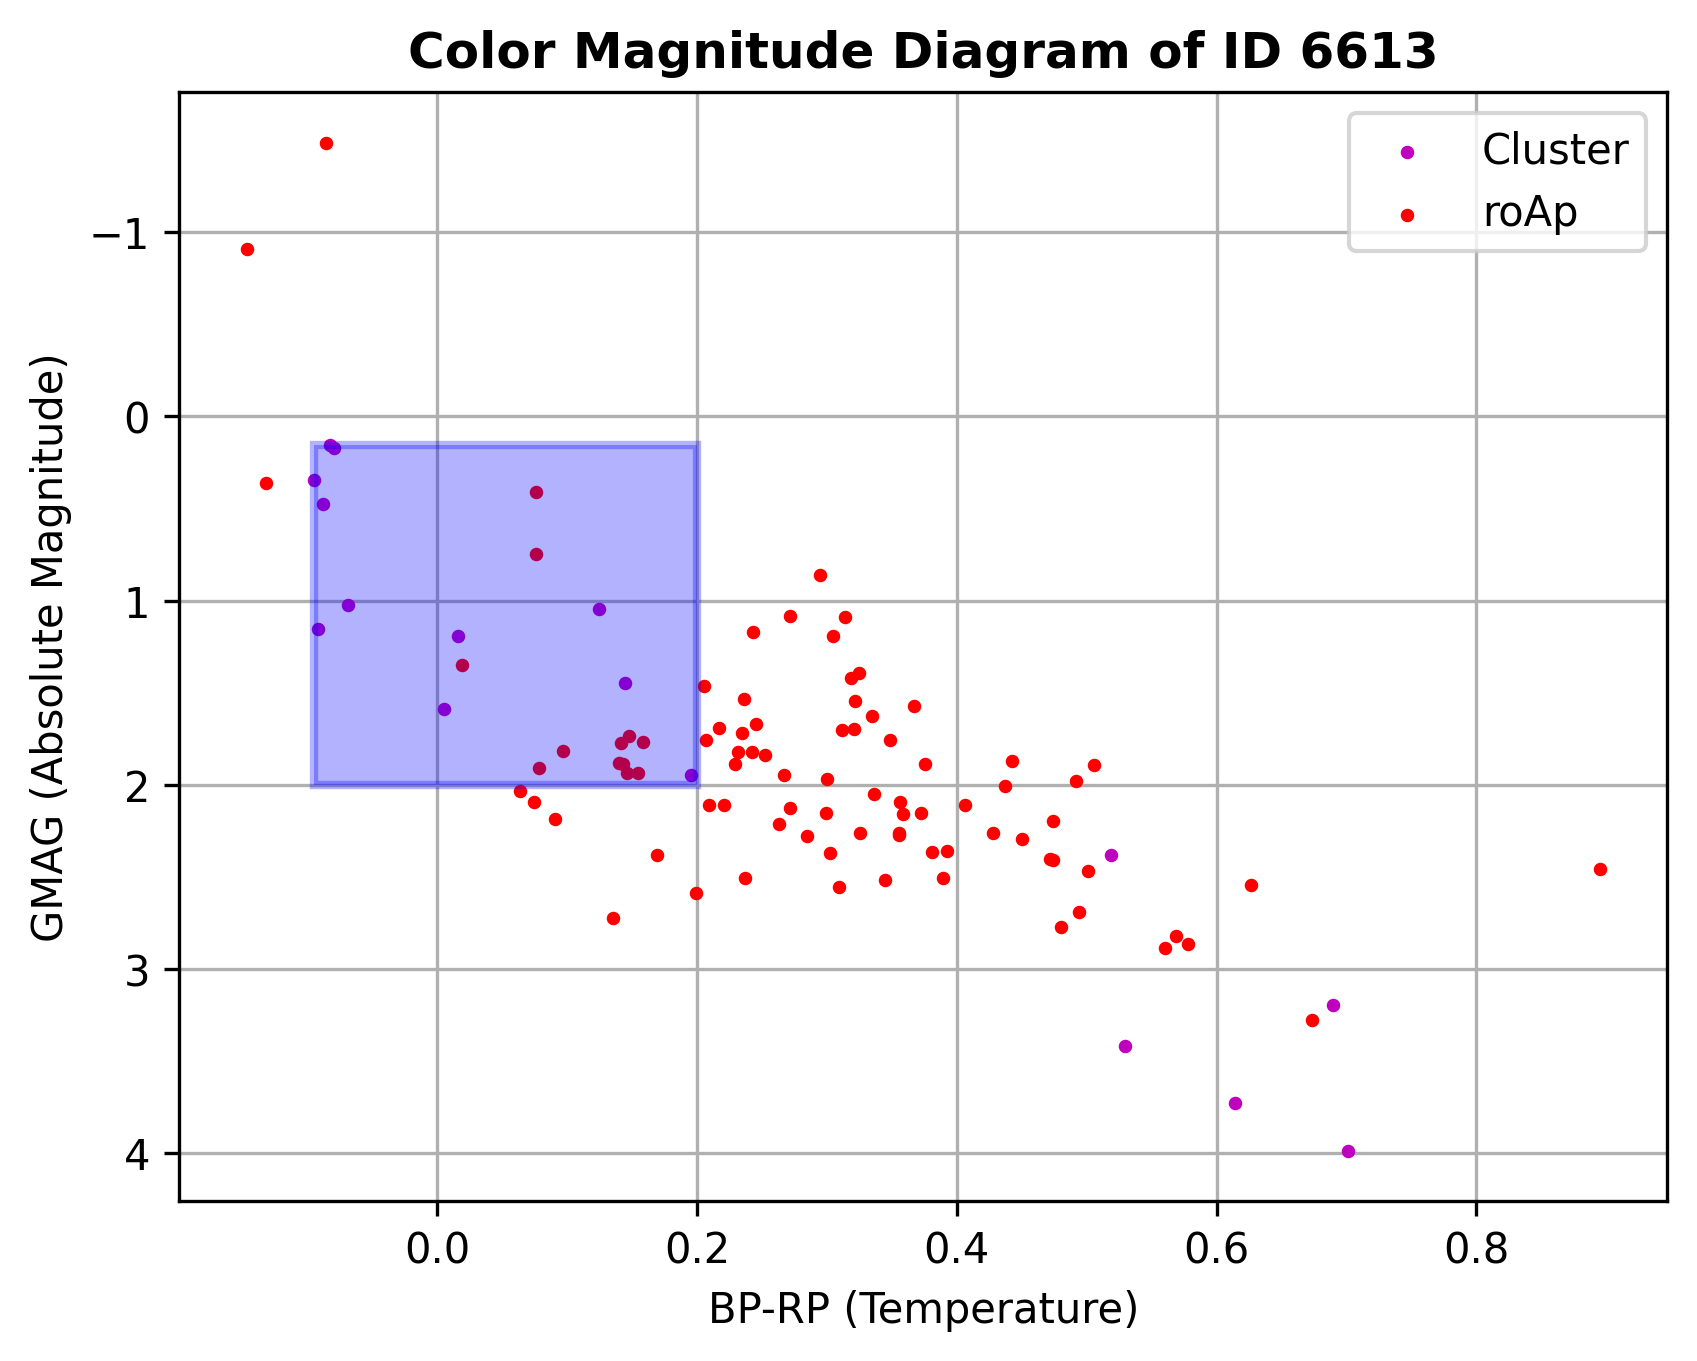 Color Magnitude Diagram of ID 6613
Cluster
roAp
GMAG (Absolute Magnitude)
−1
0
1
2
3
4
0.0 0.2 0.4 0.6 0.8
BP-RP (Temperature)